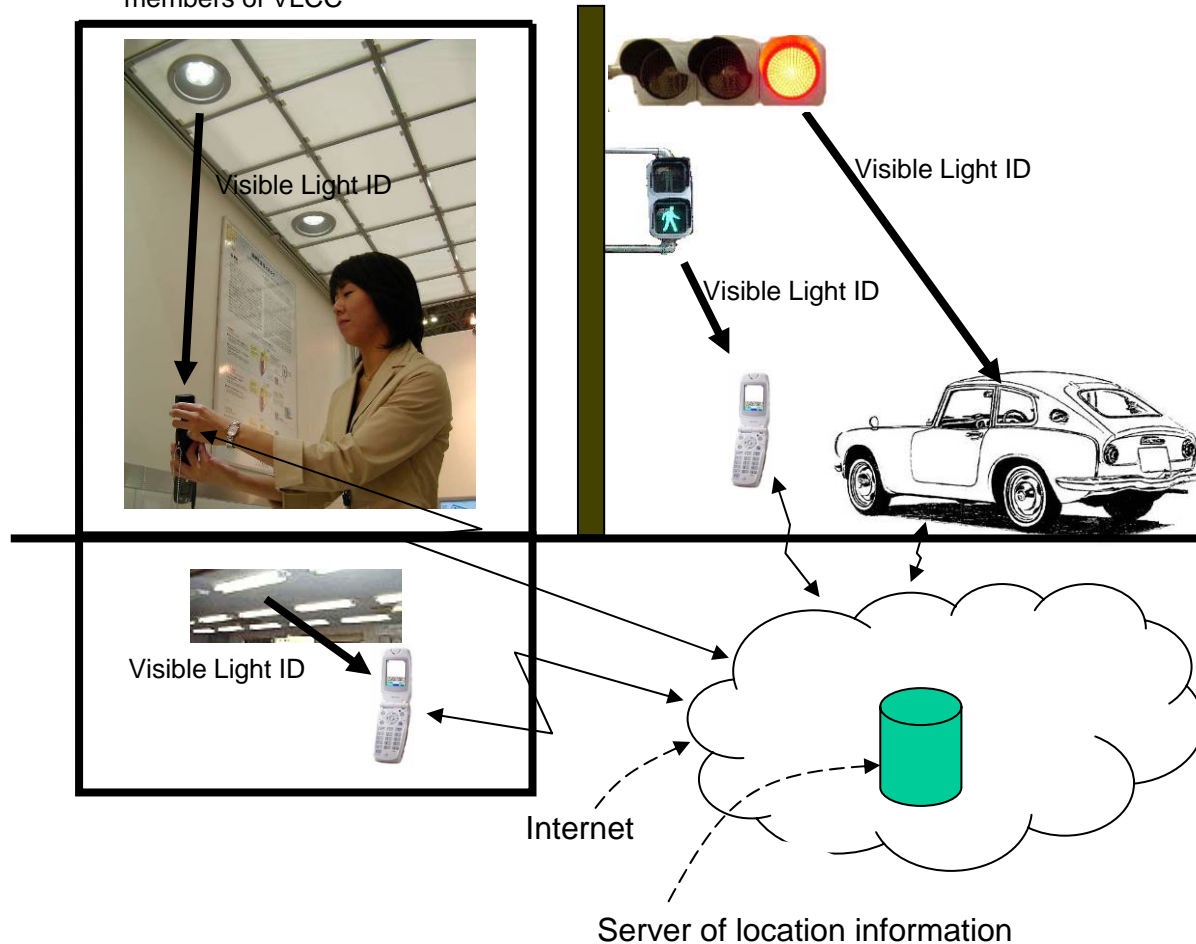 members of VLCC
Visible Light ID
Visible Light ID
Visible Light ID
Visible Light ID
Internet
Server of location information